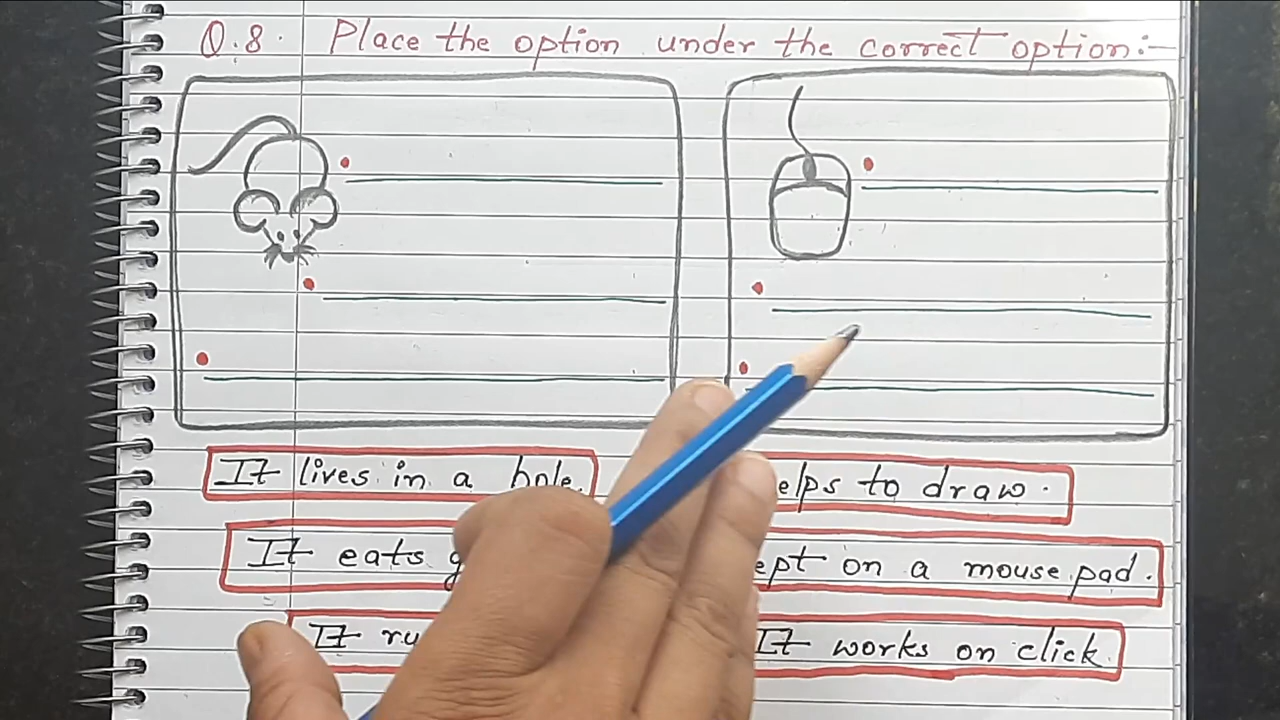 Q.8. Place the option under the correct option:-
It lives in a hole. elps to draw.
It eats g ept on a mouse pad.
It ru It works on click.